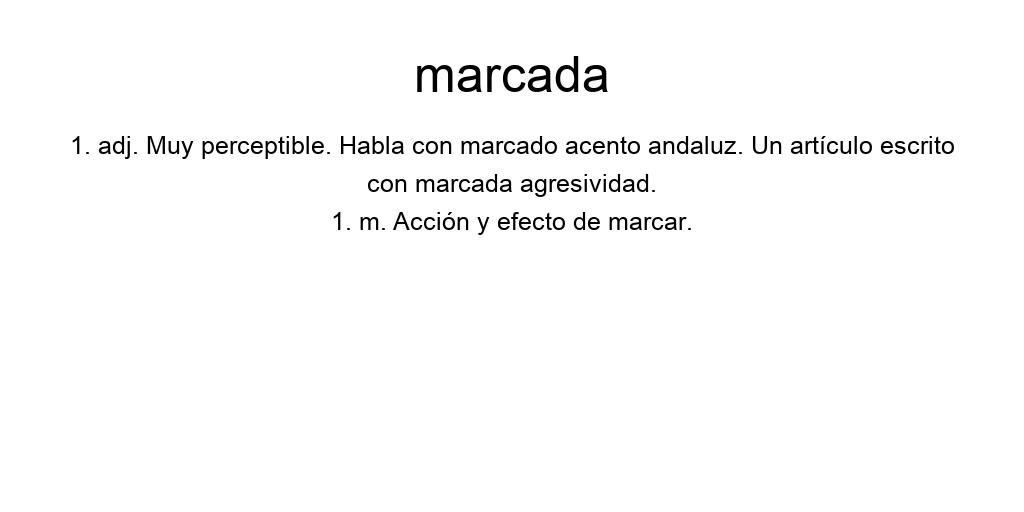 marcada
1. adj. Muy perceptible. Habla con marcado acento andaluz. Un artículo escrito
con marcada agresividad.
1. m. Acción y efecto de marcar.